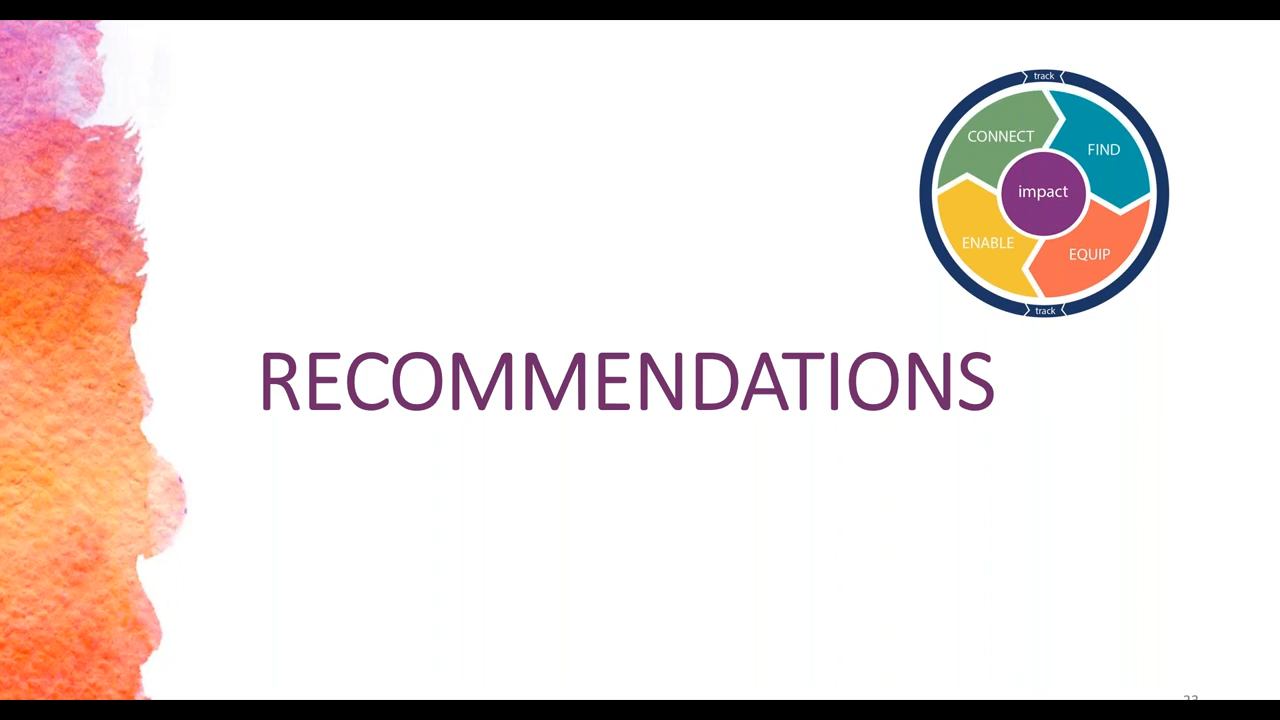 track
CONNECT
FIND
impact
ENABLE
EQUIP
track
RECOMMENDATIONS